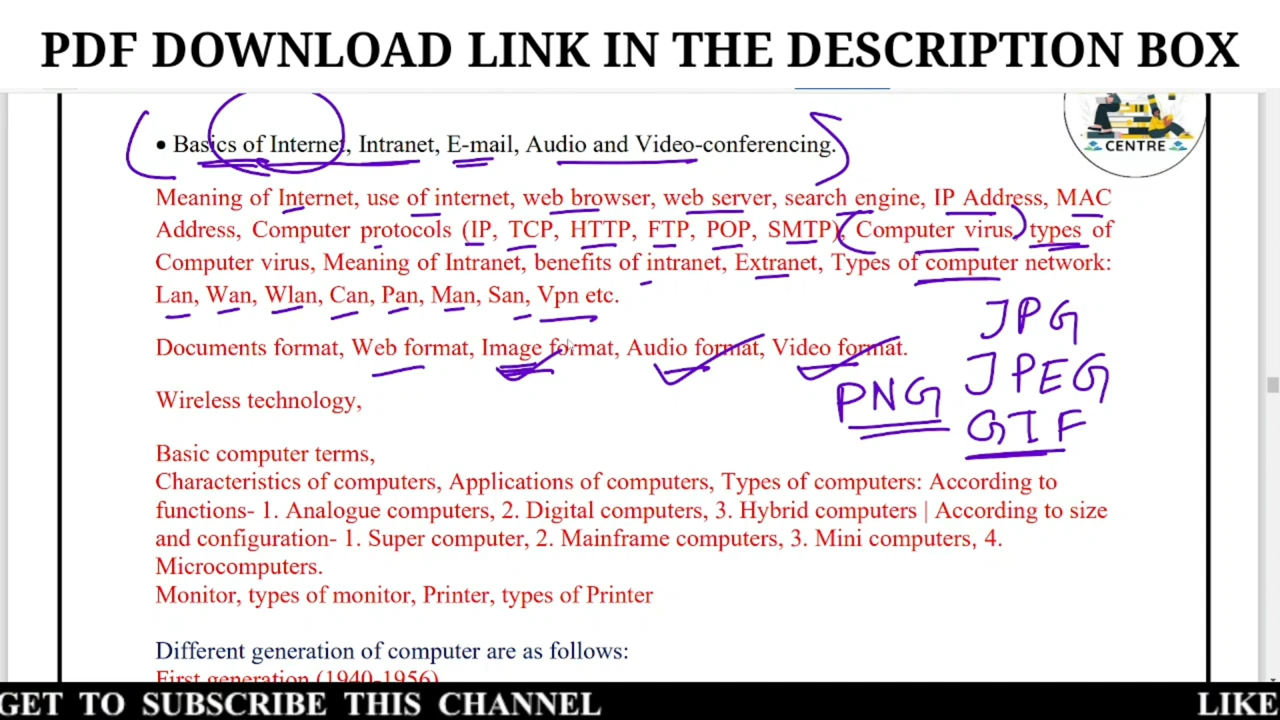 PDF DOWNLOAD LINK IN THE DESCRIPTION BOX
CENTRE
• Basics of Internet, Intranet, E-mail, Audio and Video-conferencing.
Meaning of Internet, use of internet, web browser, web server, search engine, IP Address, MAC
Address, Computer protocols (IP, TCP, HTTP, FTP, POP, SMTP), Computer virus, types of
Computer virus, Meaning of Intranet, benefits of intranet, Extranet, Types of computer network:
Lan, Wan, Wlan, Can, Pan, Man, San, Vpn etc.
JPG
Documents format, Web format, Image format, Audio format, Video format.
JPEG
PNG
GIF
Wireless technology,
Basic computer terms,
Characteristics of computers, Applications of computers, Types of computers: According to
functions- 1. Analogue computers, 2. Digital computers, 3. Hybrid computers | According to size
and configuration- 1. Super computer, 2. Mainframe computers, 3. Mini computers, 4.
Microcomputers.
Monitor, types of monitor, Printer, types of Printer
Different generation of computer are as follows:
First generation (1940-1956)
GET TO SUBSCRIBE THIS CHANNEL
LIKE